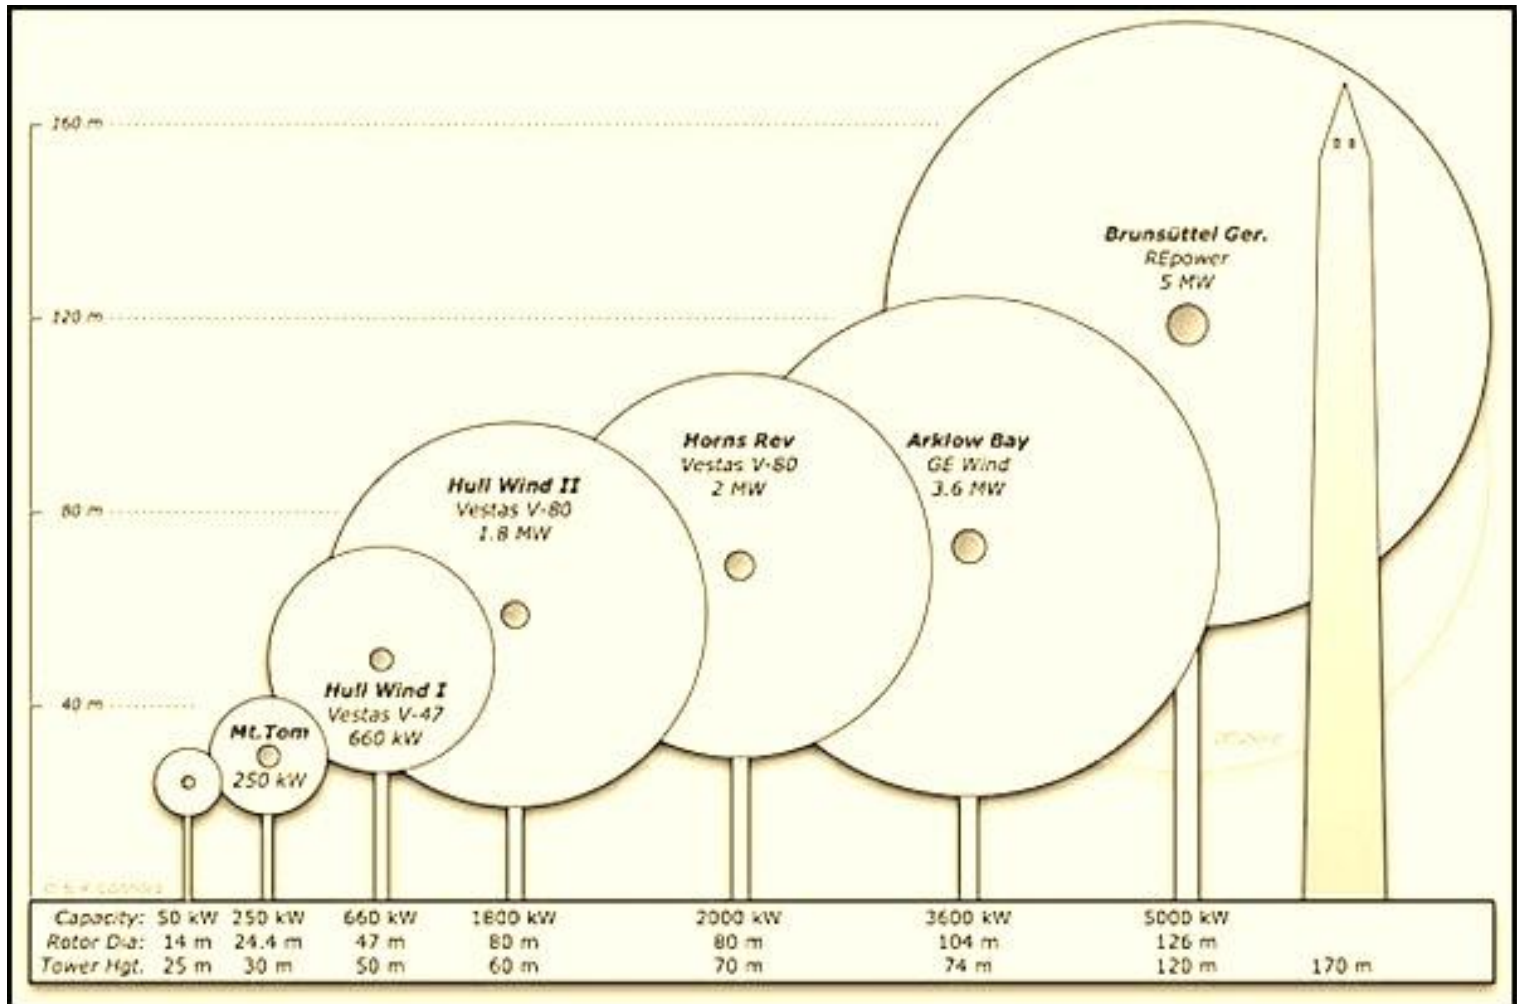 160 m
120 m
80 m
40 m
Brunsüttel Ger.
REpower
5 MW
Arklow Bay
GE Wind
3.6 MW
Horns Rev
Vestas V-80
2 MW
Hull Wind II
Vestas V-80
1.8 MW
Hull Wind I
Vestas V-47
660 kW
Mt.Tom
250 kW
Capacity: 50 kW 250 kW 660 kW 1800 kW 2000 kW 3600 kW 5000 kW
Rotor Dia: 14 m 24.4 m 47 m 80 m 80 m 104 m 126 m
Tower Hgt. 25 m 30 m 50 m 60 m 70 m 74 m 120 m 170 m